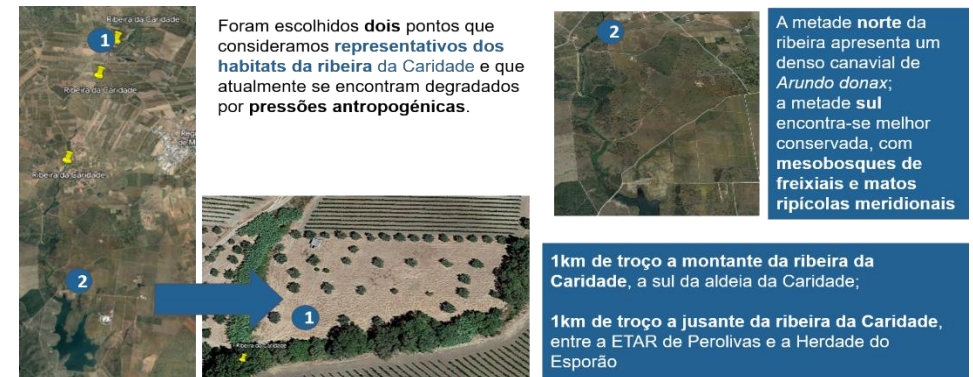 Ribeira da Caridade
1
Ribeira da Caridade
Ribeira da Caridade
2
Foram escolhidos dois pontos que
consideramos representativos dos
habitats da ribeira da Caridade e que
atualmente se encontram degradados
por pressões antropogénicas.
1
Ribeira da Caridade
2
A metade norte da
ribeira apresenta um
denso canavial de
Arundo donax;
a metade sul
encontra-se melhor
conservada, com
mesobosques de
freixiais e matos
ripícolas meridionais
1km de troço a montante da ribeira da
Caridade, a sul da aldeia da Caridade;
1km de troço a jusante da ribeira da Caridade,
entre a ETAR de Perolivas e a Herdade do
Esporão